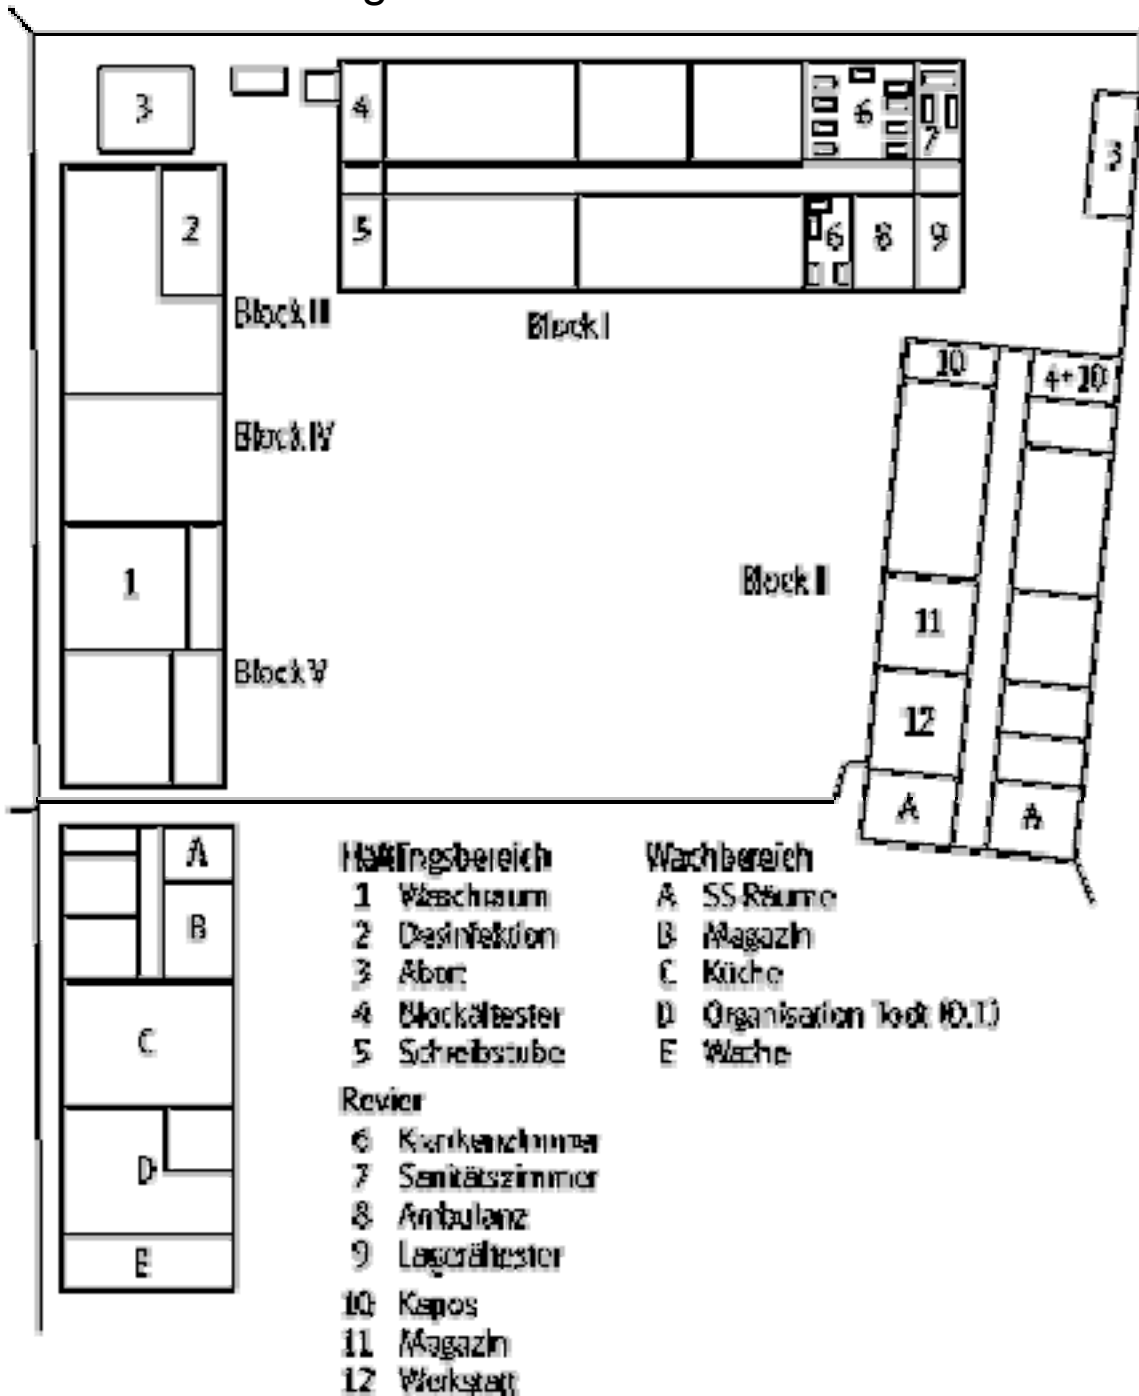 3
4
6
7
3
2
5
6
8
9
Block III
Block I
10
4+10
Block IV
1
Block II
11
Block V
12
A
A
A
B
C
D
E
Häftlingsbereich
1 Waschraum
2 Desinfektion
3 Abort
4 Blockältester
5 Schreibstube
Revier
6 Krankenzimmer
7 Sanitätszimmer
8 Ambulanz
9 Lagerältester
10 Kapos
11 Magazin
12 Werkstatt
Wachbereich
A SS-Räume
B Magazin
C Küche
D Organisation Todt (O.T.)
E Wache